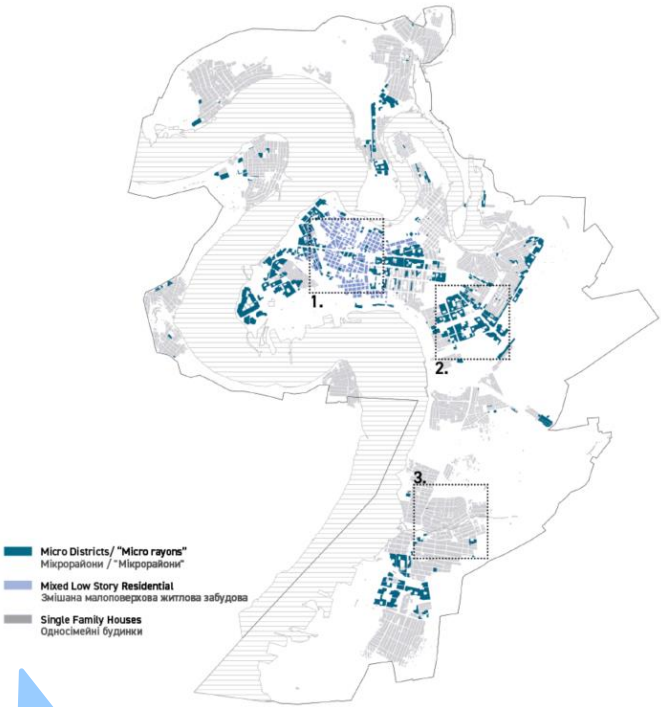 1.
2.
3.
Micro Districts/ "Micro rayons"
Мікрорайони / "Мікрорайони"
Mixed Low Story Residential
Змішана малоповерхова житлова забудова
Single Family Houses
Односімейні будинки